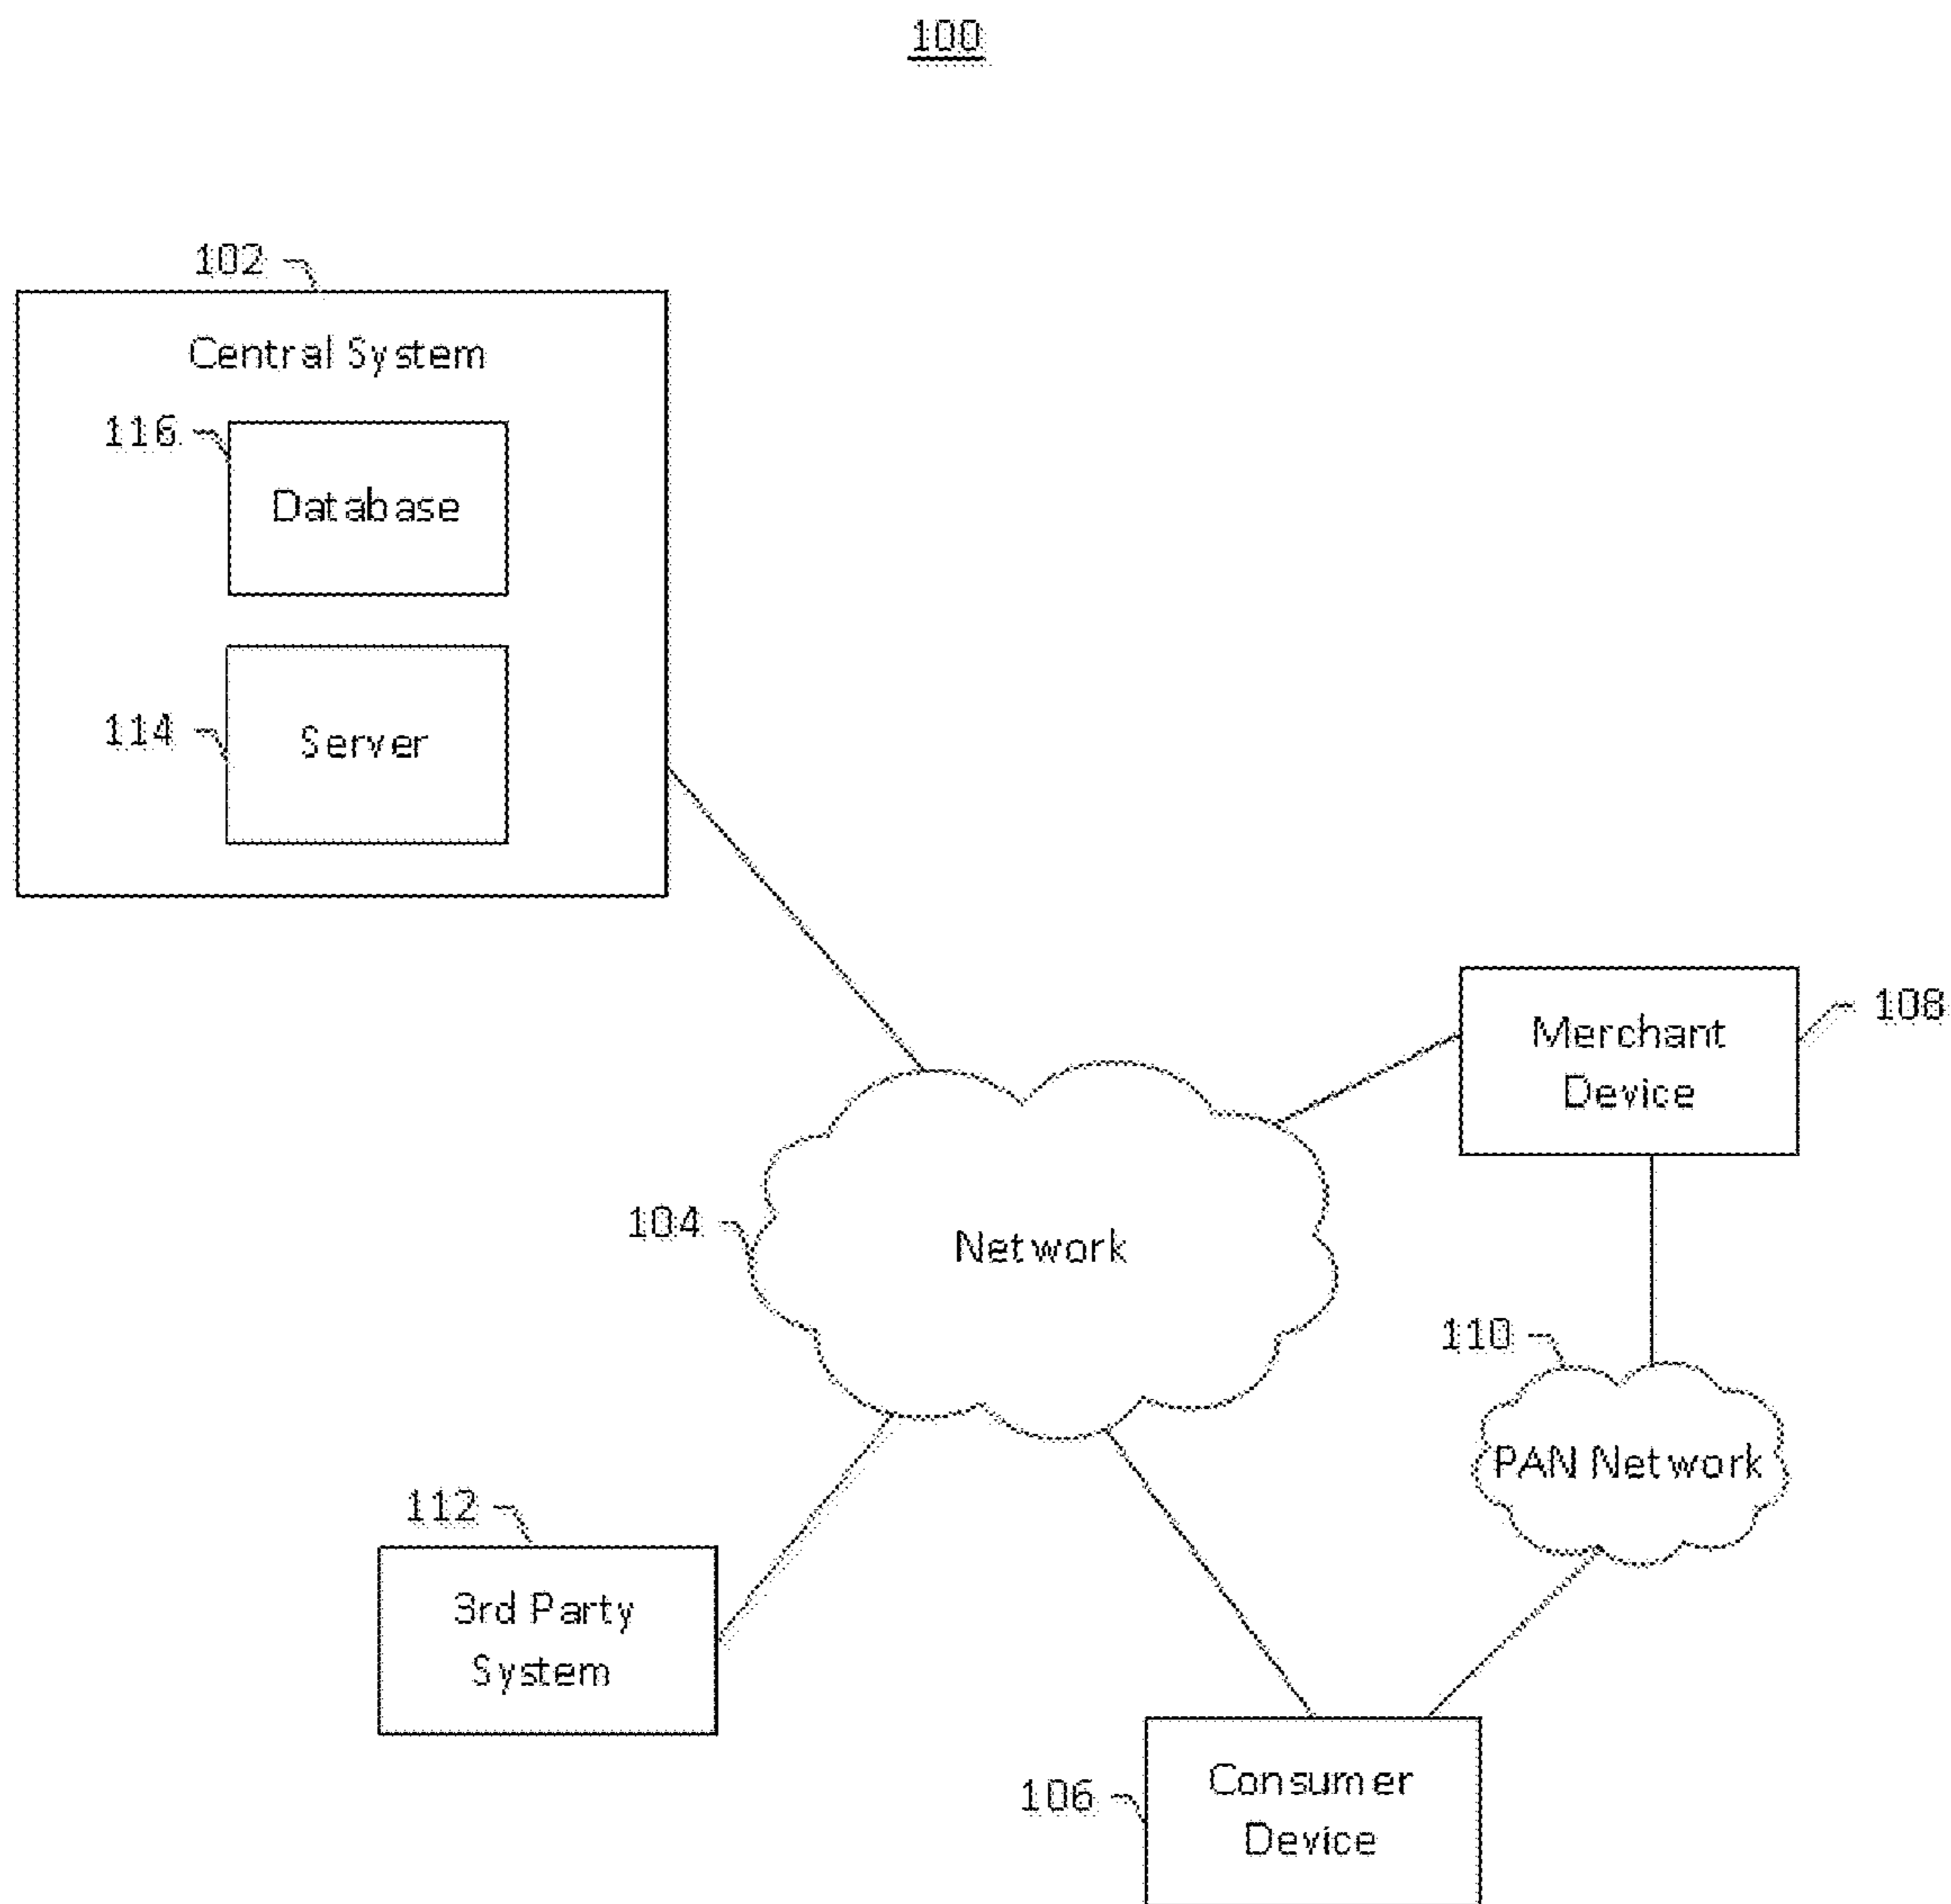 100
102
Central System
116
Database
114
Server
108
Merchant
Device
104
Network
110
PAN Network
112
3rd Party
System
106
Consumer
Device